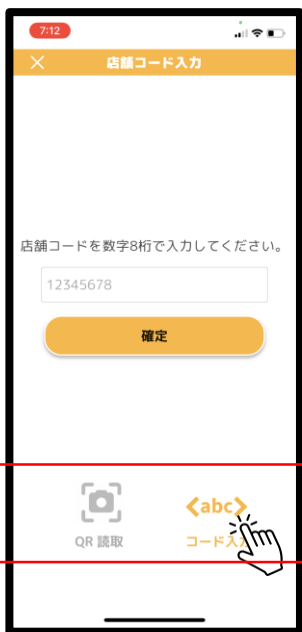 7:12
店舗コード入力
店舗コードを数字8桁で入力してください。
12345678
確定
<abc>
QR 読取
コード入力